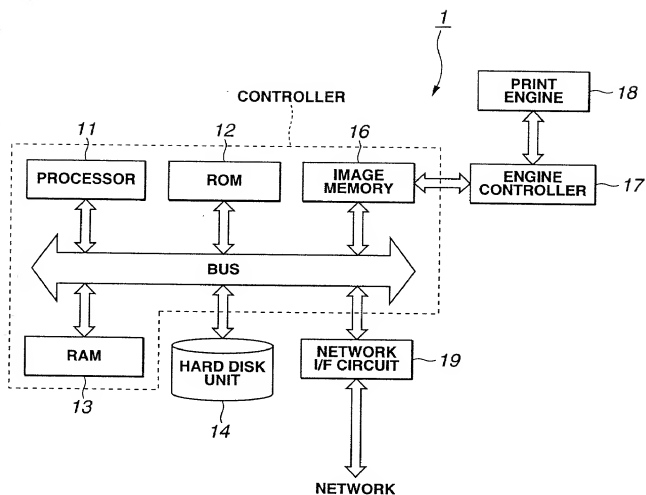 1
PRINT
ENGINE
18
CONTROLLER
11
12
16
PROCESSOR
ROM
IMAGE
MEMORY
ENGINE
CONTROLLER
17
BUS
RAM
HARD DISK
UNIT
NETWORK
I/F CIRCUIT
19
13
14
NETWORK